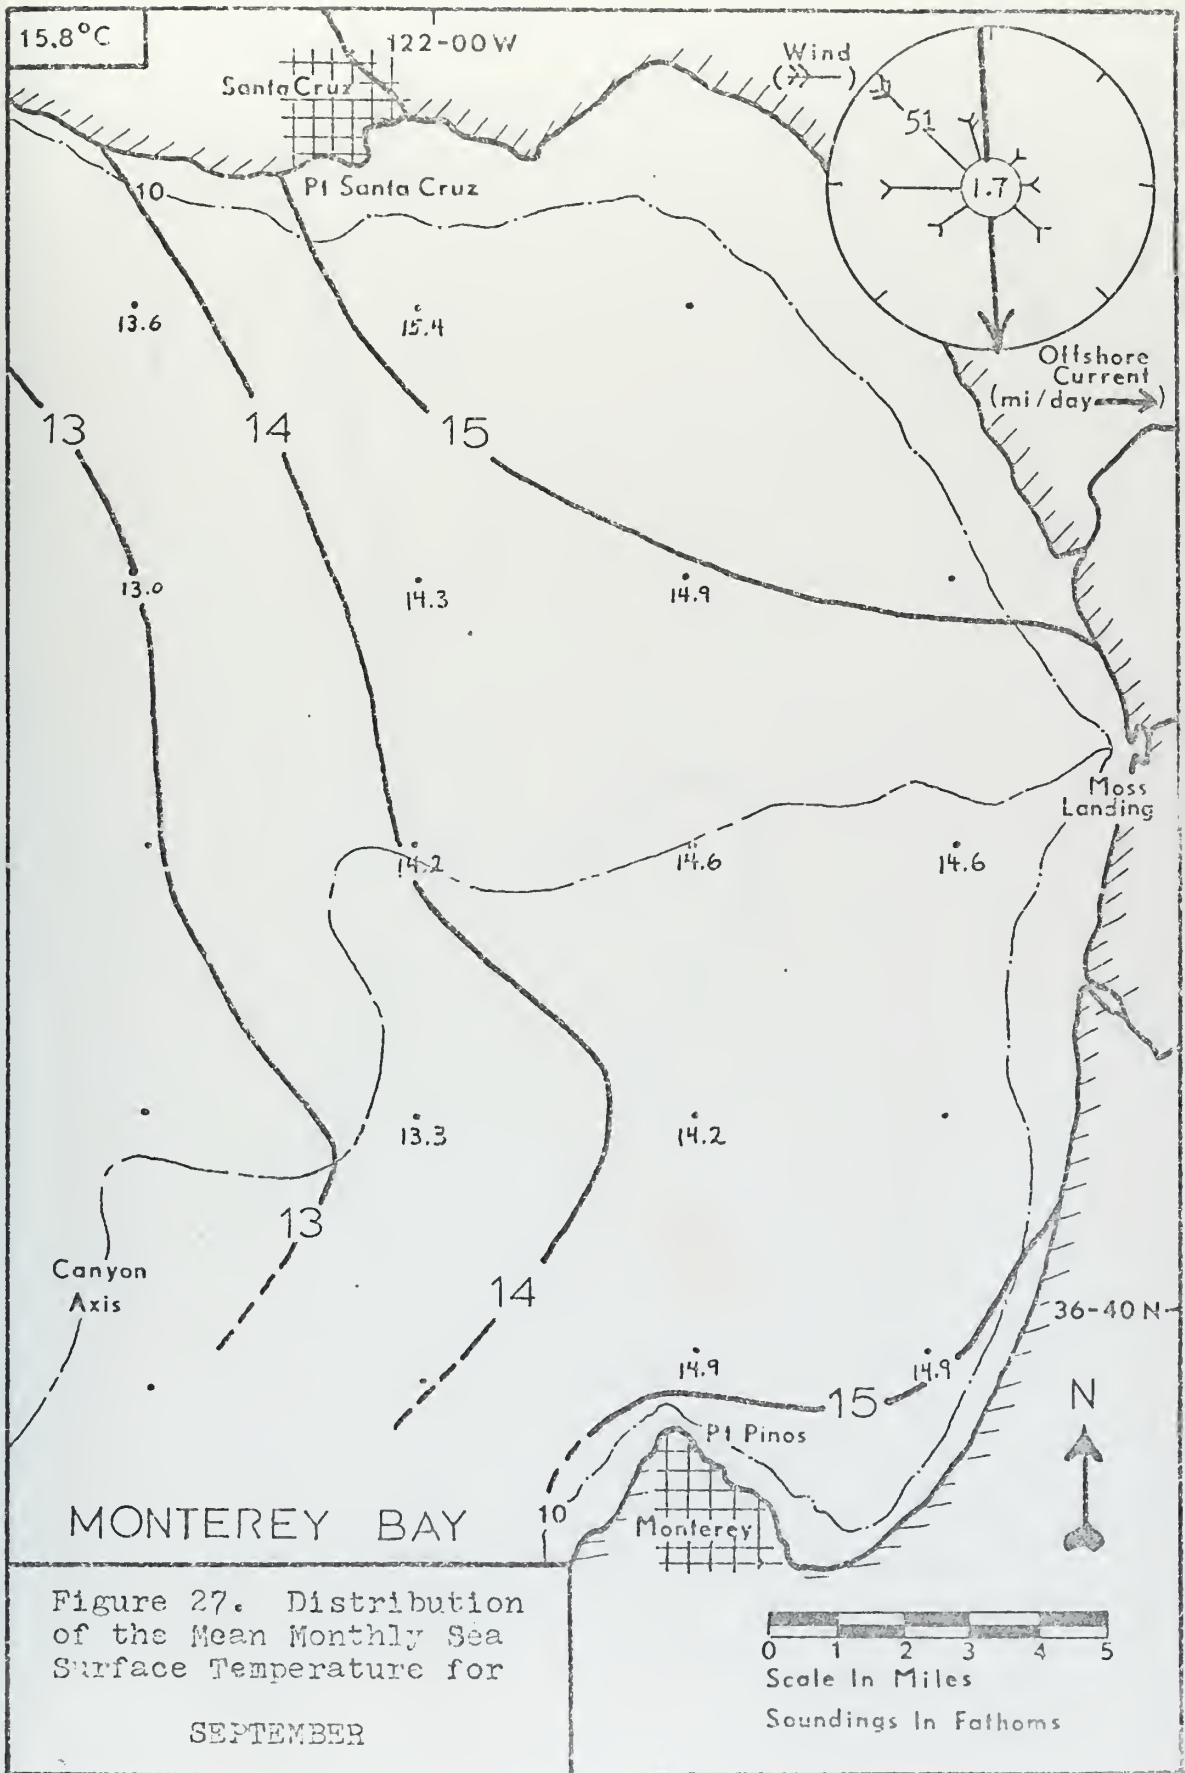 15.8°C
122-00 W
Wind
Santa Cruz
51
1.7
10
Pt Santa Cruz
13.6
15.4
Offshore
Current
(mi/day )
13
14
15
13.0
14.3
14.9
Moss
Landing
14.2
14.6
14.6
13.3
14.2
13
Canyon
Axis
14
36-40 N
14.9
14.9
15
N
Pt Pinos
10
Monterey
MONTEREY BAY
Figure 27. Distribution
of the Mean Monthly Sea
Surface Temperature for
SEPTEMBER
0 1 2 3 4 5
Scale In Miles
Soundings In Fathoms